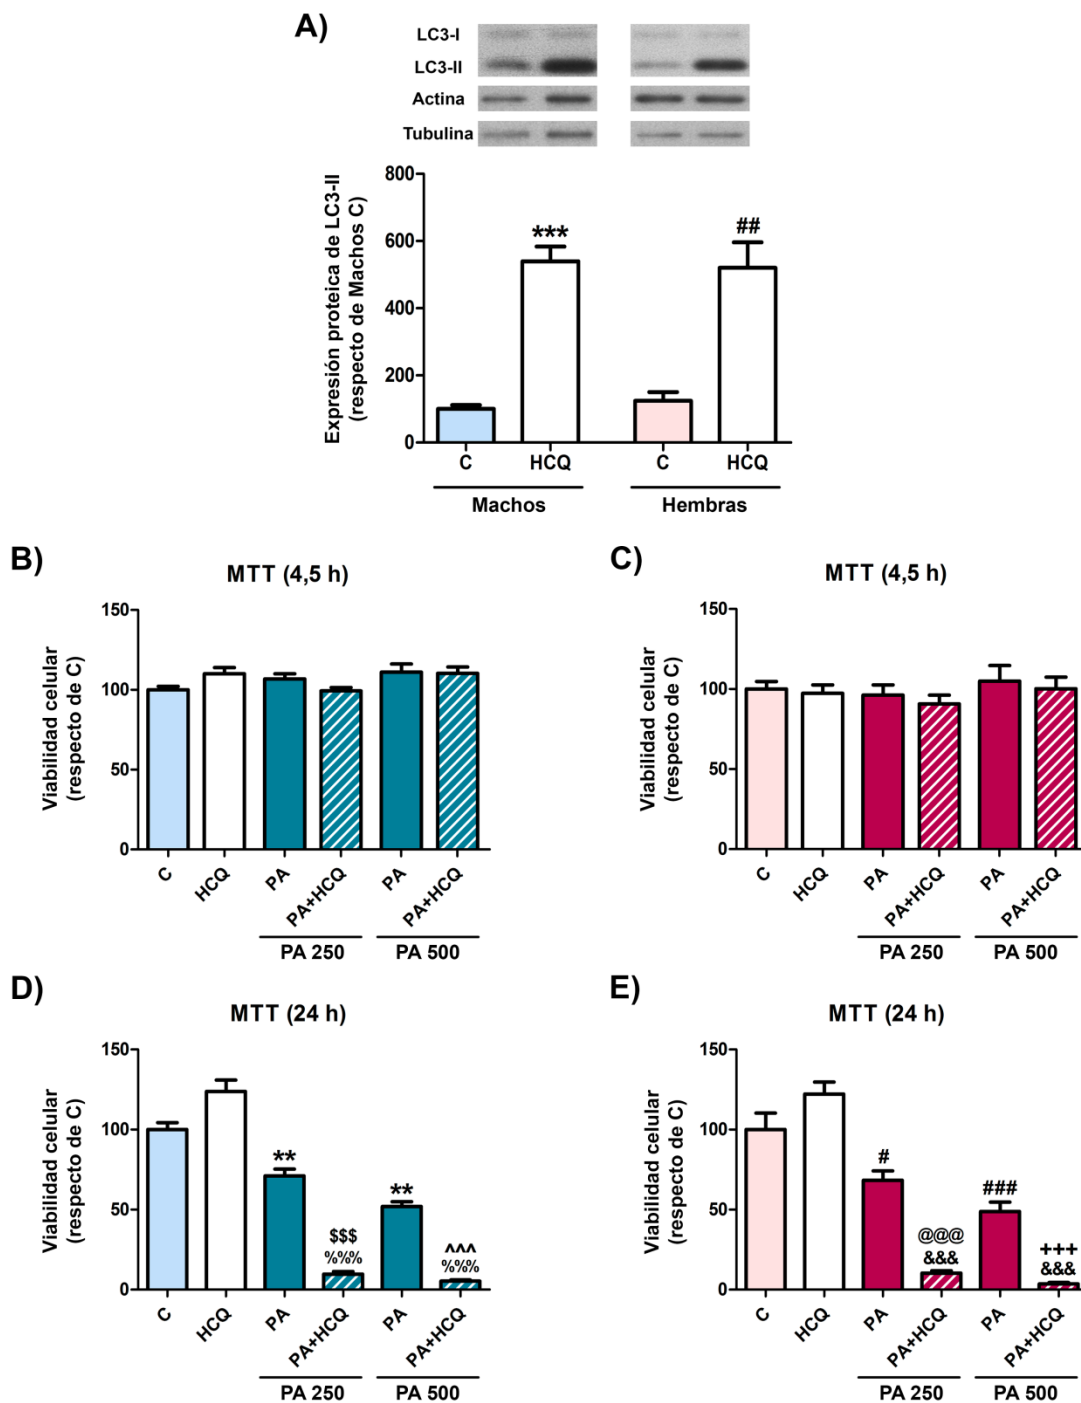 A)
LC3-I
LC3-II
Actina
Tubulina
Expresión proteica de LC3-II
(respecto de Machos C)
800
600
400
200
0
***
##
C
HCQ
C
HCQ
Machos
Hembras
B)
MTT (4,5 h)
Viabilidad celular
(respecto de C)
150
100
50
0
C
HCQ
PA
PA+HCQ
PA
PA+HCQ
PA 250
PA 500
C)
MTT (4,5 h)
Viabilidad celular
(respecto de C)
150
100
50
0
C
HCQ
PA
PA+HCQ
PA
PA+HCQ
PA 250
PA 500
D)
MTT (24 h)
Viabilidad celular
(respecto de C)
150
100
50
0
**
$$$
%%%
**
^^^
%%%
C
HCQ
PA
PA+HCQ
PA
PA+HCQ
PA 250
PA 500
E)
MTT (24 h)
Viabilidad celular
(respecto de C)
150
100
50
0
#
@@@
&&&
###
+++
&&&
C
HCQ
PA
PA+HCQ
PA
PA+HCQ
PA 250
PA 500